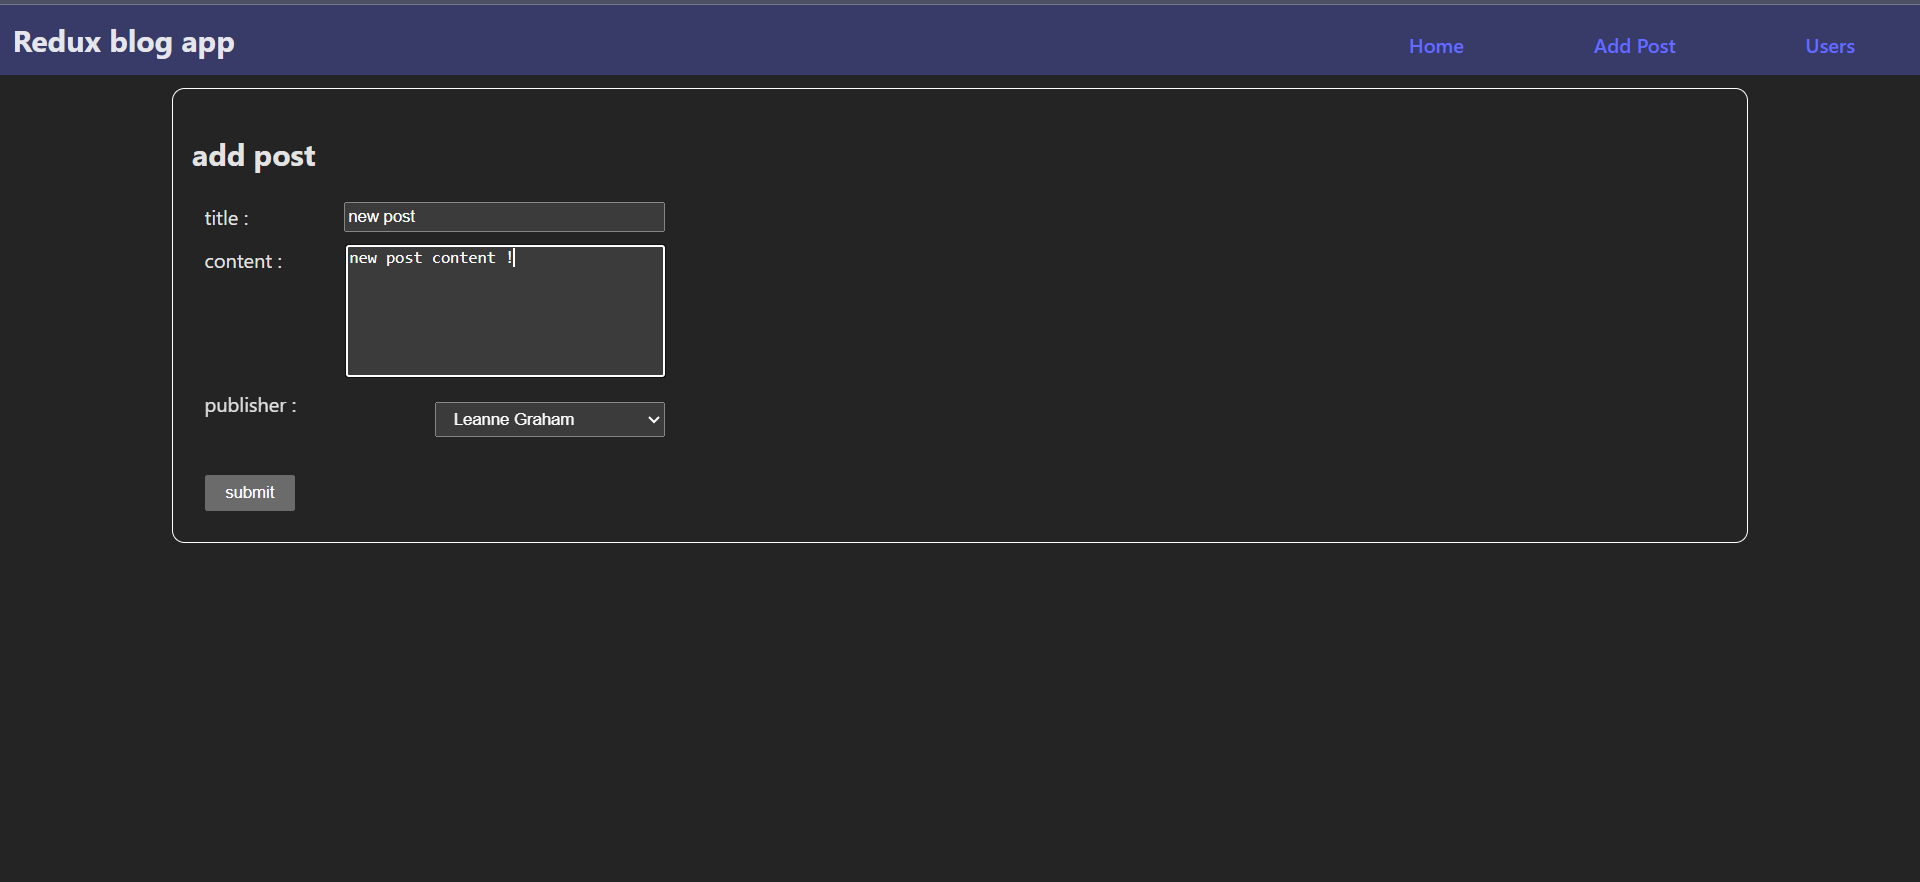 Redux blog app
Home Add Post Users
add post
title : new post
content : new post content !
publisher : Leanne Graham
submit